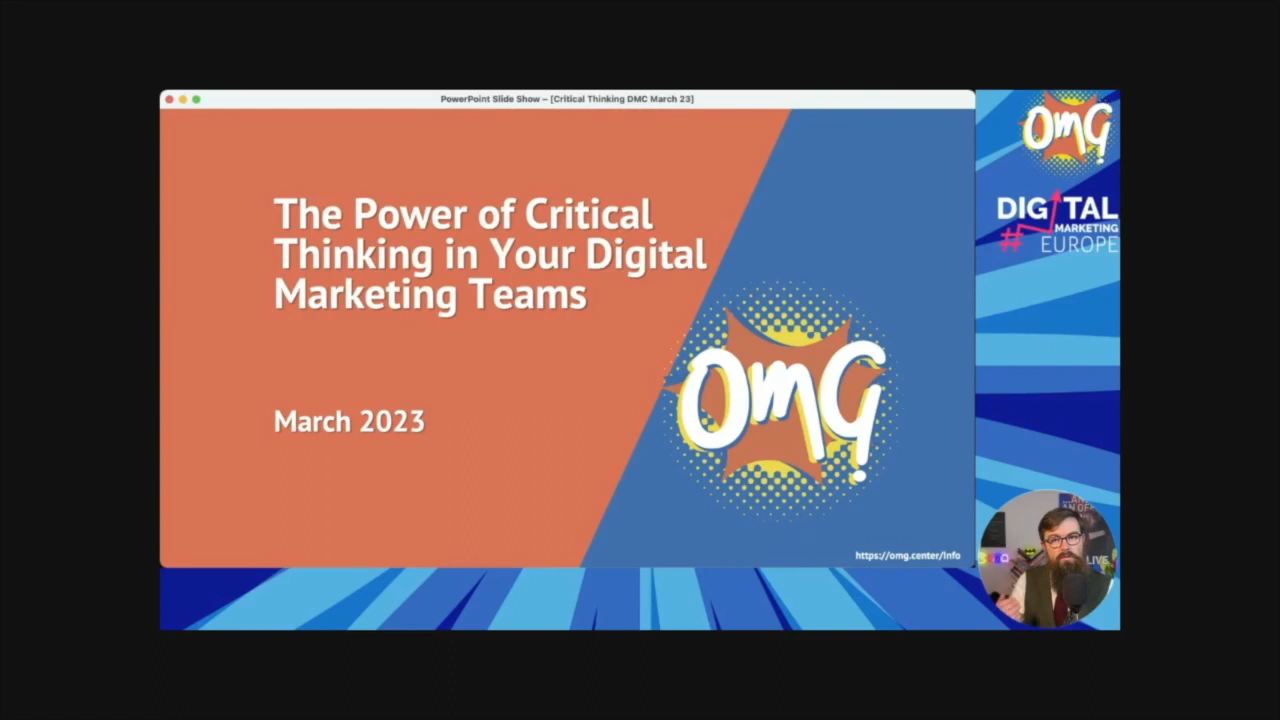 PowerPoint Slide Show – [Critical Thinking DMC March 23]
The Power of Critical
Thinking in Your Digital
Marketing Teams
March 2023
OMG
https://omg.center/info
OMG
DIGITAL
MARKETING
# EUROPE
LIVE